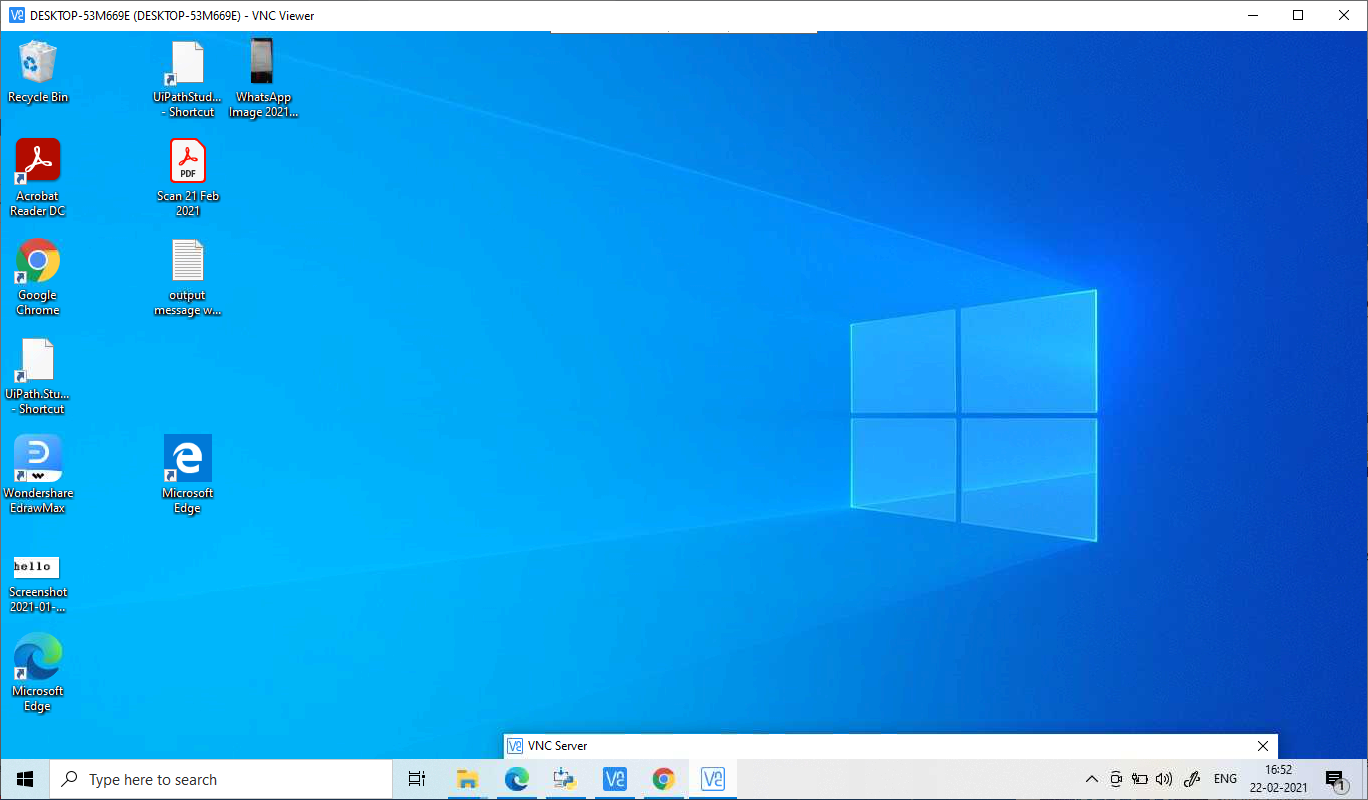 DESKTOP-53M669E (DESKTOP-53M669E) - VNC Viewer
Recycle Bin
UiPathStud...
- Shortcut
WhatsApp
Image 2021...
Acrobat
Reader DC
PDF
Scan 21 Feb
2021
Google
Chrome
output
message w...
UiPath.Stu...
- Shortcut
Wondershare
EdrawMax
Microsoft
Edge
hello
Screenshot
2021-01-...
Microsoft
Edge
VNC Server
Type here to search
ENG
16:52
22-02-2021
1